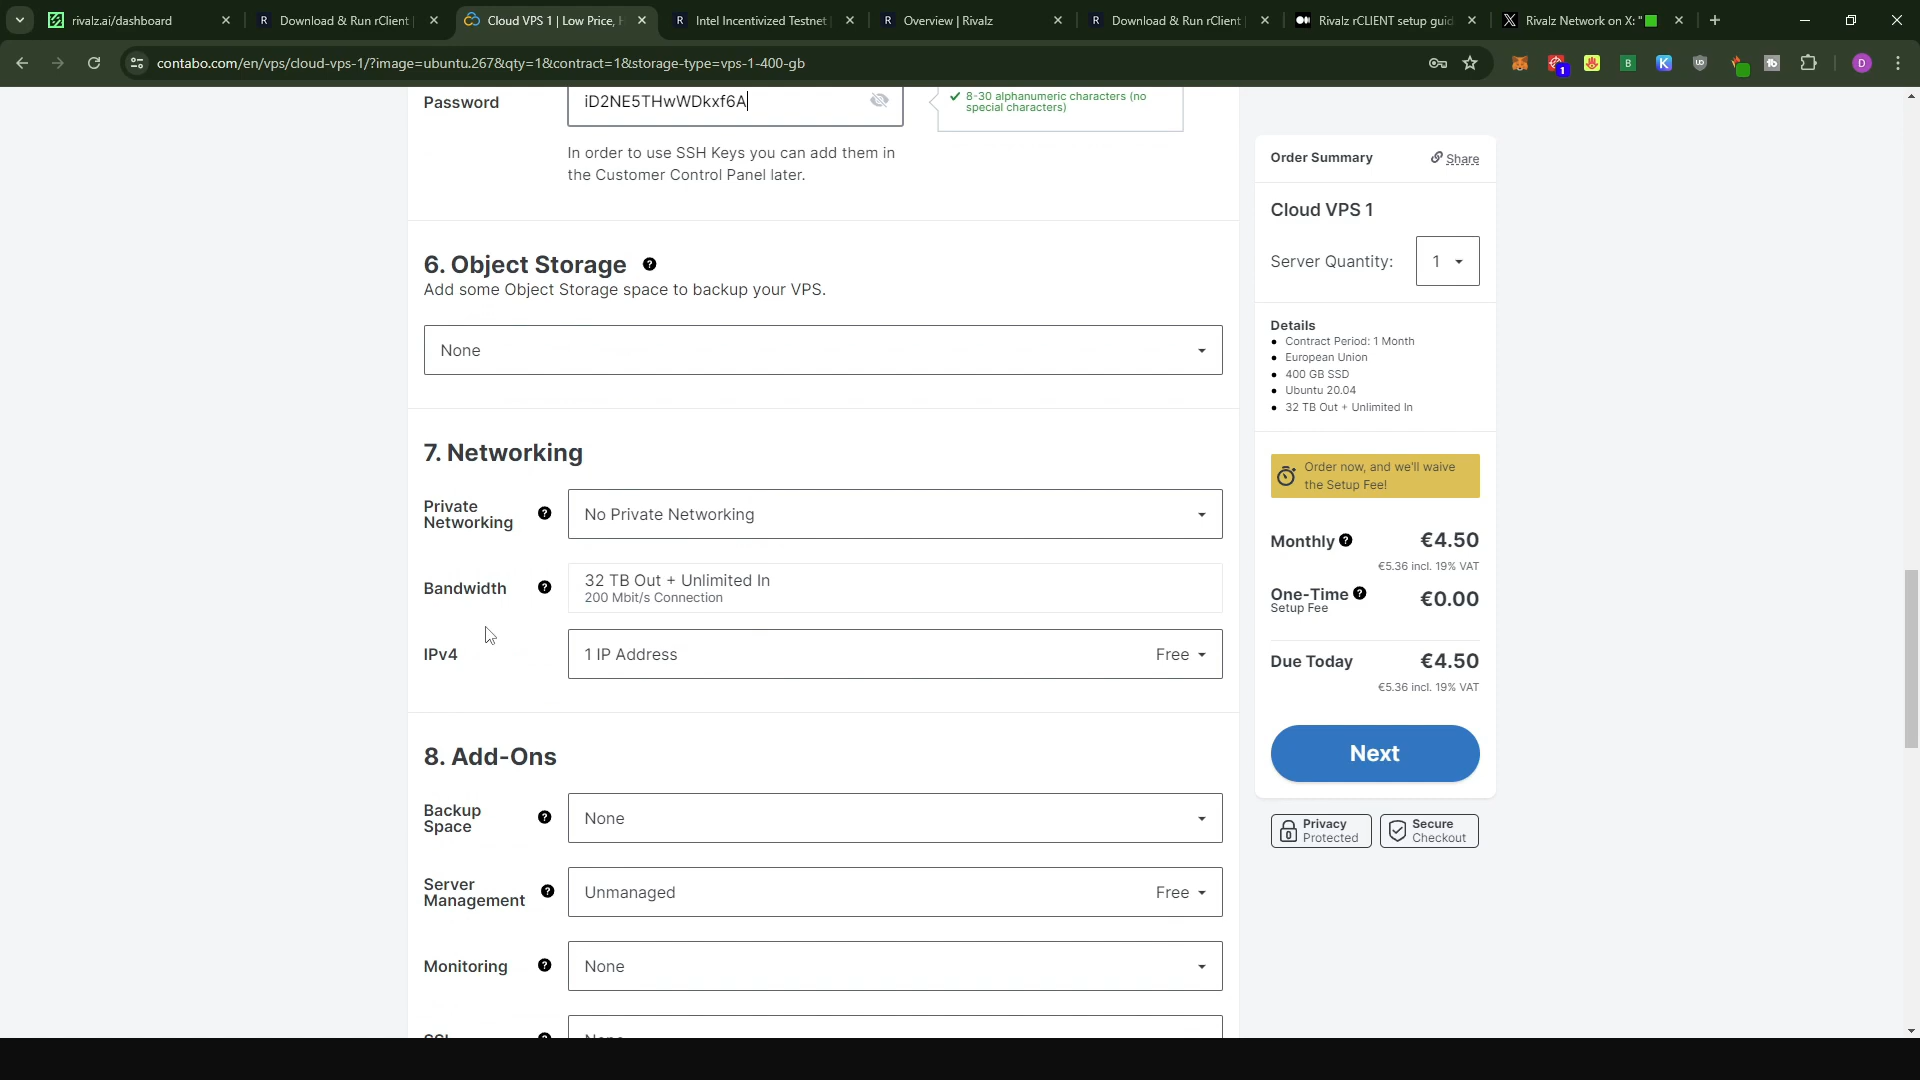 rivalz.ai/dashboard
Download & Run rClient
Cloud VPS 1 | Low Price, H
Intel Incentivized Testnet
Overview | Rivalz
Download & Run rClient
Rivalz rCLIENT setup guid
Rivalz Network on X: "
contabo.com/en/vps/cloud-vps-1/?image=ubuntu.267&qty=1&contract=1&storage-type=vps-1-400-gb
Password
iD2NE5THwWDkxf6A
8-30 alphanumeric characters (no
special characters)
In order to use SSH Keys you can add them in
the Customer Control Panel later.
6. Object Storage
Add some Object Storage space to backup your VPS.
None
7. Networking
Private
Networking
No Private Networking
Bandwidth
32 TB Out + Unlimited In
200 Mbit/s Connection
IPv4
1 IP Address
Free
8. Add-Ons
Backup
Space
None
Server
Management
Unmanaged
Free
Monitoring
None
Order Summary
Share
Cloud VPS 1
Server Quantity:
1
Details
Contract Period: 1 Month
European Union
400 GB SSD
Ubuntu 20.04
32 TB Out + Unlimited In
Order now, and we'll waive
the Setup Fee!
Monthly
€4.50
€5.36 incl. 19% VAT
One-Time
Setup Fee
€0.00
Due Today
€4.50
€5.36 incl. 19% VAT
Next
Privacy
Protected
Secure
Checkout